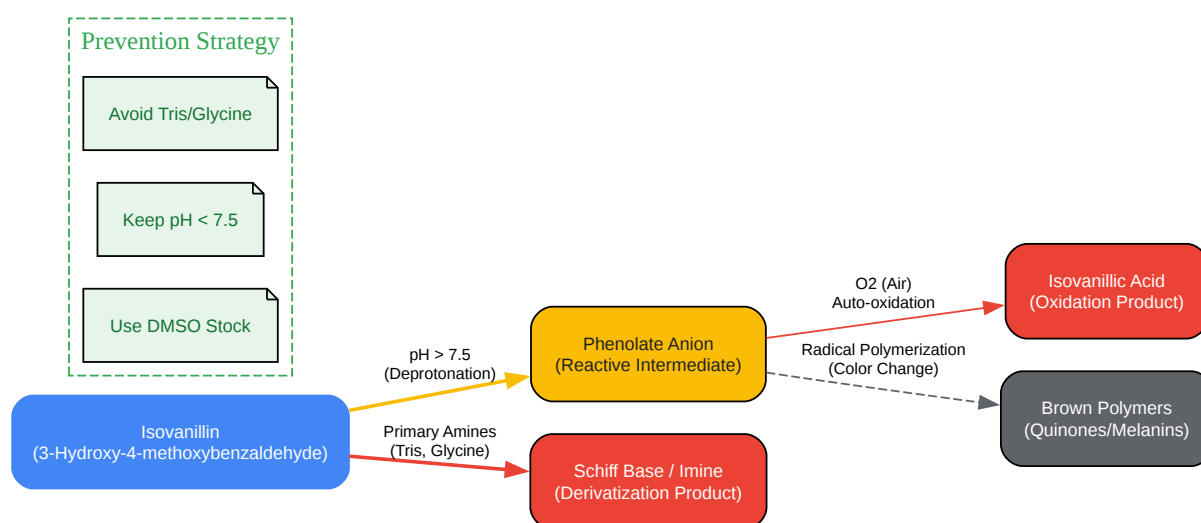 Prevention Strategy
Avoid Tris/Glycine
Keep pH < 7.5
Use DMSO Stock
Isovanillin
(3-Hydroxy-4-methoxybenzaldehyde)
pH > 7.5
(Deprotonation)
Primary Amines
(Tris, Glycine)
Phenolate Anion
(Reactive Intermediate)
Schiff Base / Imine
(Derivatization Product)
O2 (Air)
Auto-oxidation
Radical Polymerization
(Color Change)
Isovanillic Acid
(Oxidation Product)
Brown Polymers
(Quinones/Melanins)